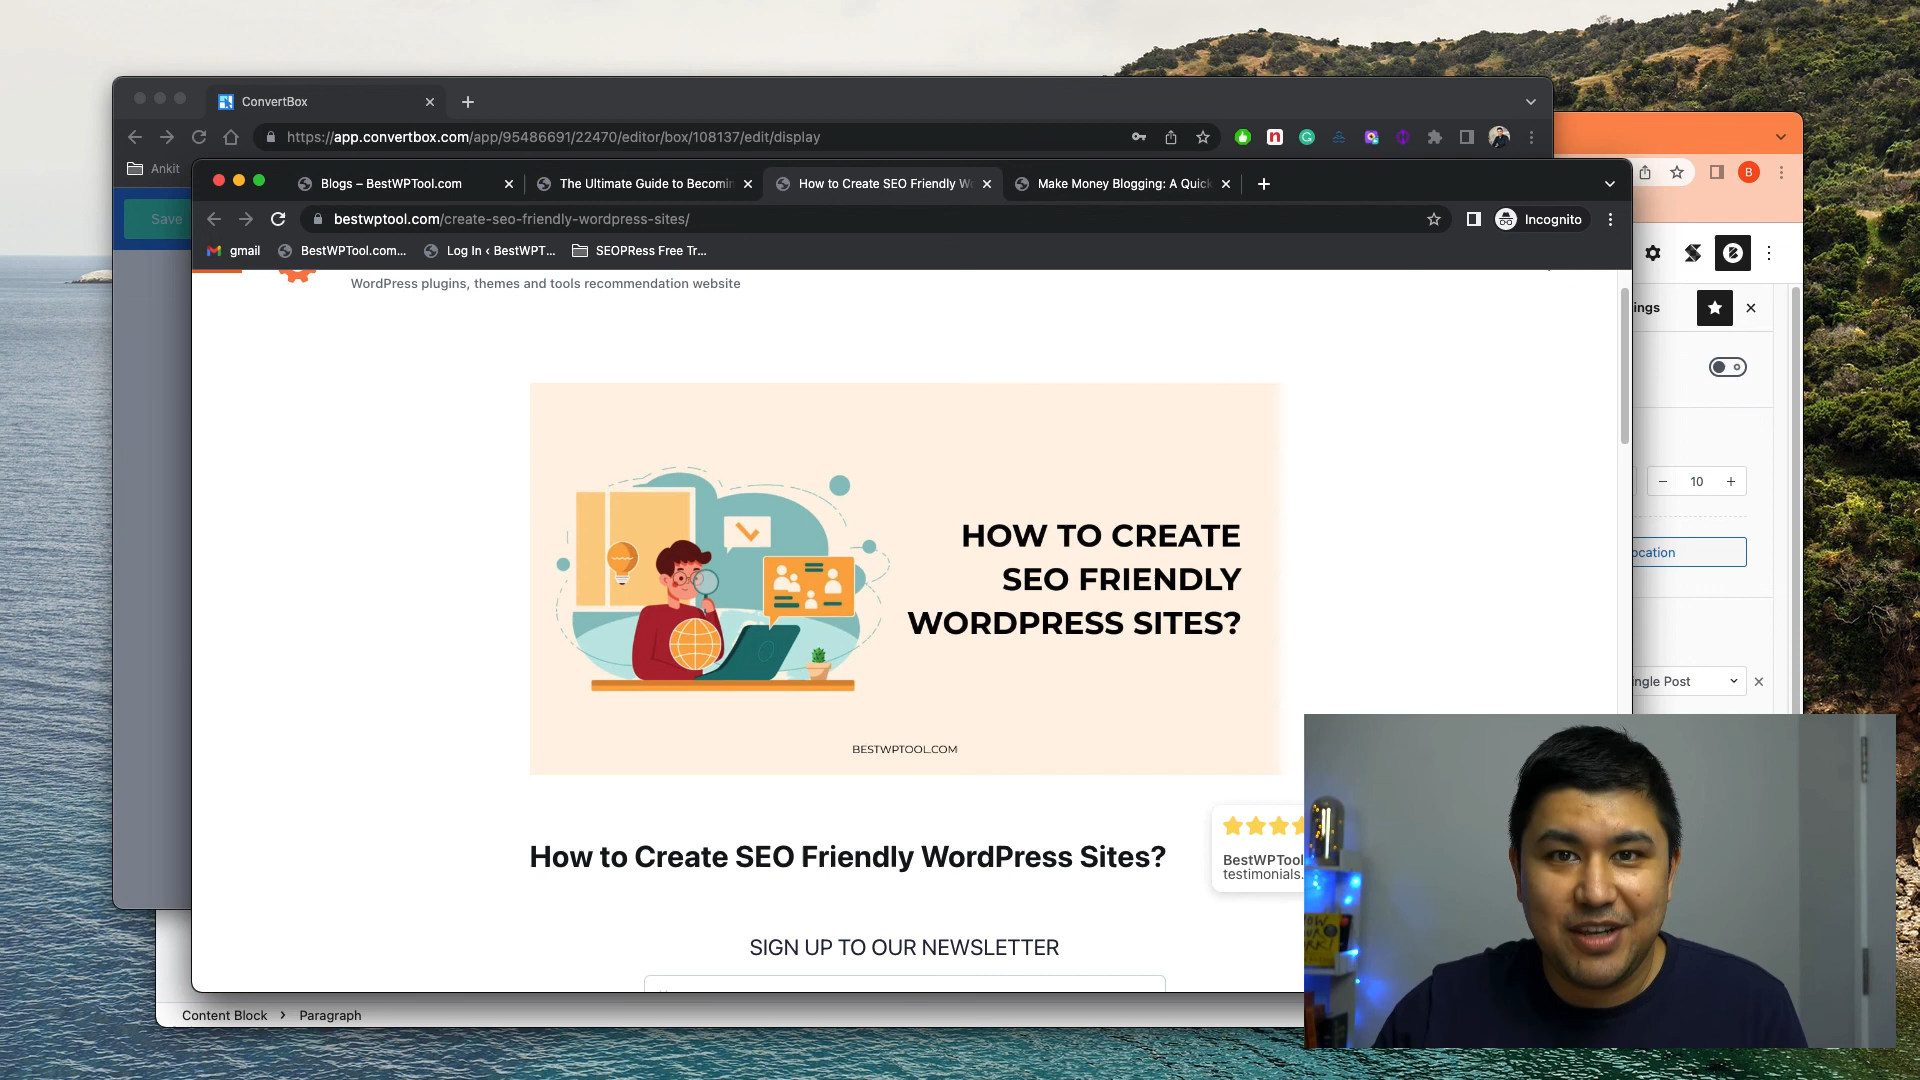 ConvertBox
https://app.convertbox.com/app/95486691/22470/editor/box/108137/edit/display
Ankit
Save
Blogs – BestWPTool.com
The Ultimate Guide to Becomin
How to Create SEO Friendly W
Make Money Blogging: A Quick
bestwptool.com/create-seo-friendly-wordpress-sites/
Incognito
B
gmail
BestWPTool.com...
Log In ‹ BestWPT...
SEOPRess Free Tr...
WordPress plugins, themes and tools recommendation website
ings
10
ocation
ingle Post
HOW TO CREATE
SEO FRIENDLY
WORDPRESS SITES?
BESTWPTOOL.COM
How to Create SEO Friendly WordPress Sites?
BestWPTool
testimonials.
SIGN UP TO OUR NEWSLETTER
Content Block › Paragraph